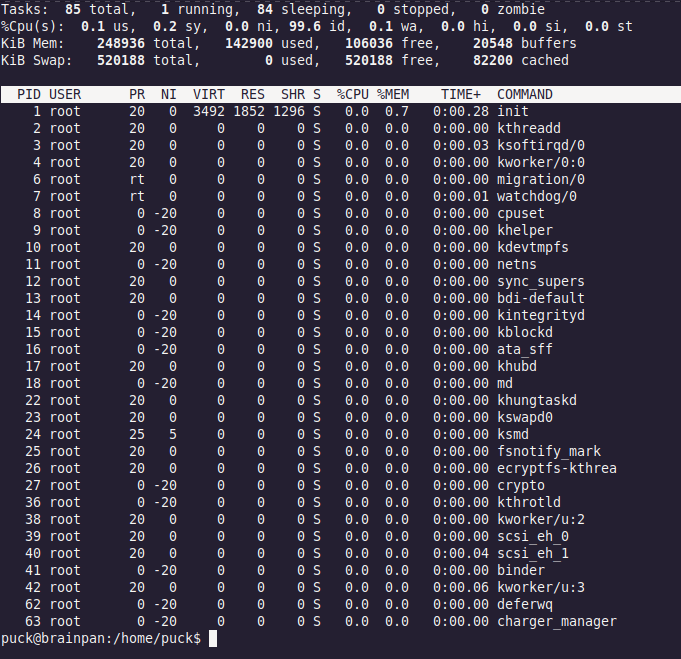 Tasks:  85 total,   1 running,  84 sleeping,   0 stopped,   0 zombie
%Cpu(s):  0.1 us,  0.2 sy,  0.0 ni, 99.6 id,  0.1 wa,  0.0 hi,  0.0 si,  0.0 st
KiB Mem:    248936 total,   142900 used,   106036 free,    20548 buffers
KiB Swap:   520188 total,        0 used,   520188 free,    82200 cached
  PID USER      PR  NI  VIRT  RES  SHR S  %CPU %MEM    TIME+  COMMAND
    1 root      20   0  3492 1852 1296 S   0.0  0.7   0:00.28 init
    2 root      20   0     0    0    0 S   0.0  0.0   0:00.00 kthreadd
    3 root      20   0     0    0    0 S   0.0  0.0   0:00.03 ksoftirqd/0
    4 root      20   0     0    0    0 S   0.0  0.0   0:00.00 kworker/0:0
    6 root      rt   0     0    0    0 S   0.0  0.0   0:00.00 migration/0
    7 root      rt   0     0    0    0 S   0.0  0.0   0:00.01 watchdog/0
    8 root       0 -20     0    0    0 S   0.0  0.0   0:00.00 cpuset
    9 root       0 -20     0    0    0 S   0.0  0.0   0:00.00 khelper
   10 root      20   0     0    0    0 S   0.0  0.0   0:00.00 kdevtmpfs
   11 root       0 -20     0    0    0 S   0.0  0.0   0:00.00 netns
   12 root      20   0     0    0    0 S   0.0  0.0   0:00.00 sync_supers
   13 root      20   0     0    0    0 S   0.0  0.0   0:00.00 bdi-default
   14 root       0 -20     0    0    0 S   0.0  0.0   0:00.00 kintegrityd
   15 root       0 -20     0    0    0 S   0.0  0.0   0:00.00 kblockd
   16 root       0 -20     0    0    0 S   0.0  0.0   0:00.00 ata_sff
   17 root      20   0     0    0    0 S   0.0  0.0   0:00.00 khubd
   18 root       0 -20     0    0    0 S   0.0  0.0   0:00.00 md
   22 root      20   0     0    0    0 S   0.0  0.0   0:00.00 khungtaskd
   23 root      20   0     0    0    0 S   0.0  0.0   0:00.00 kswapd0
   24 root      25   5     0    0    0 S   0.0  0.0   0:00.00 ksmd
   25 root      20   0     0    0    0 S   0.0  0.0   0:00.00 fsnotify_mark
   26 root      20   0     0    0    0 S   0.0  0.0   0:00.00 ecryptfs-kthrea
   27 root       0 -20     0    0    0 S   0.0  0.0   0:00.00 crypto
   36 root       0 -20     0    0    0 S   0.0  0.0   0:00.00 kthrotld
   38 root      20   0     0    0    0 S   0.0  0.0   0:00.00 kworker/u:2
   39 root      20   0     0    0    0 S   0.0  0.0   0:00.00 scsi_eh_0
   40 root      20   0     0    0    0 S   0.0  0.0   0:00.04 scsi_eh_1
   41 root       0 -20     0    0    0 S   0.0  0.0   0:00.00 binder
   42 root      20   0     0    0    0 S   0.0  0.0   0:00.06 kworker/u:3
   62 root       0 -20     0    0    0 S   0.0  0.0   0:00.00 deferwq
   63 root       0 -20     0    0    0 S   0.0  0.0   0:00.00 charger_manager
puck@brainpan:/home/puck$